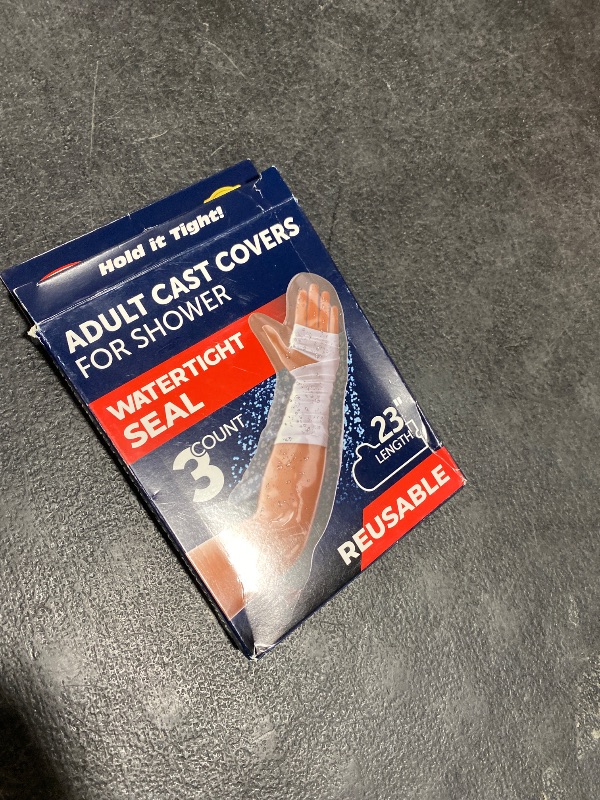 Hold it Tight!
ADULT CAST COVERS
FOR SHOWER
WATERTIGHT
SEAL
3 COUNT
23"
LENGTH
REUSABLE